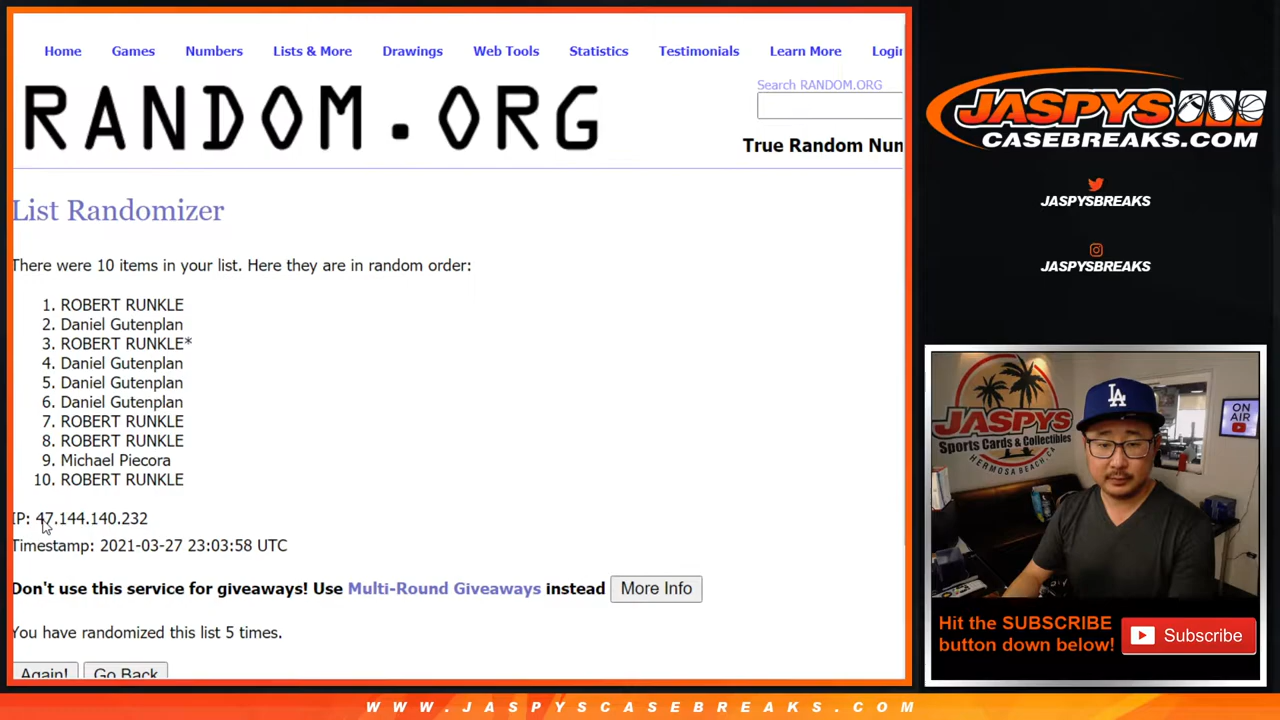 Home Games Numbers Lists & More Drawings Web Tools Statistics Testimonials Learn More Login
RANDOM.ORG
Search RANDOM.ORG
True Random Num
List Randomizer
There were 10 items in your list. Here they are in random order:
1. ROBERT RUNKLE
2. Daniel Gutenplan
3. ROBERT RUNKLE*
4. Daniel Gutenplan
5. Daniel Gutenplan
6. Daniel Gutenplan
7. ROBERT RUNKLE
8. ROBERT RUNKLE
9. Michael Piecora
10. ROBERT RUNKLE
IP: 47.144.140.232
Timestamp: 2021-03-27 23:03:58 UTC
Don't use this service for giveaways! Use Multi-Round Giveaways instead More Info
You have randomized this list 5 times.
Again! Go Back
JASPYS
CASEBREAKS.COM
JASPYSBREAKS
JASPYSBREAKS
JASPYS
Sports Cards & Collectibles
HERMOSA BEACH, CA
LA
ON
AIR
Hit the SUBSCRIBE
button down below!
Subscribe
WWW.JASPYSCASEBREAKS.COM